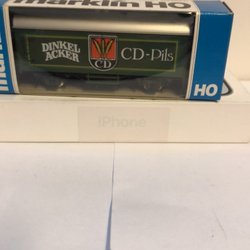 märklin HO
DINKEL
ACKER
CD-Pils
CD
HO
iPhone